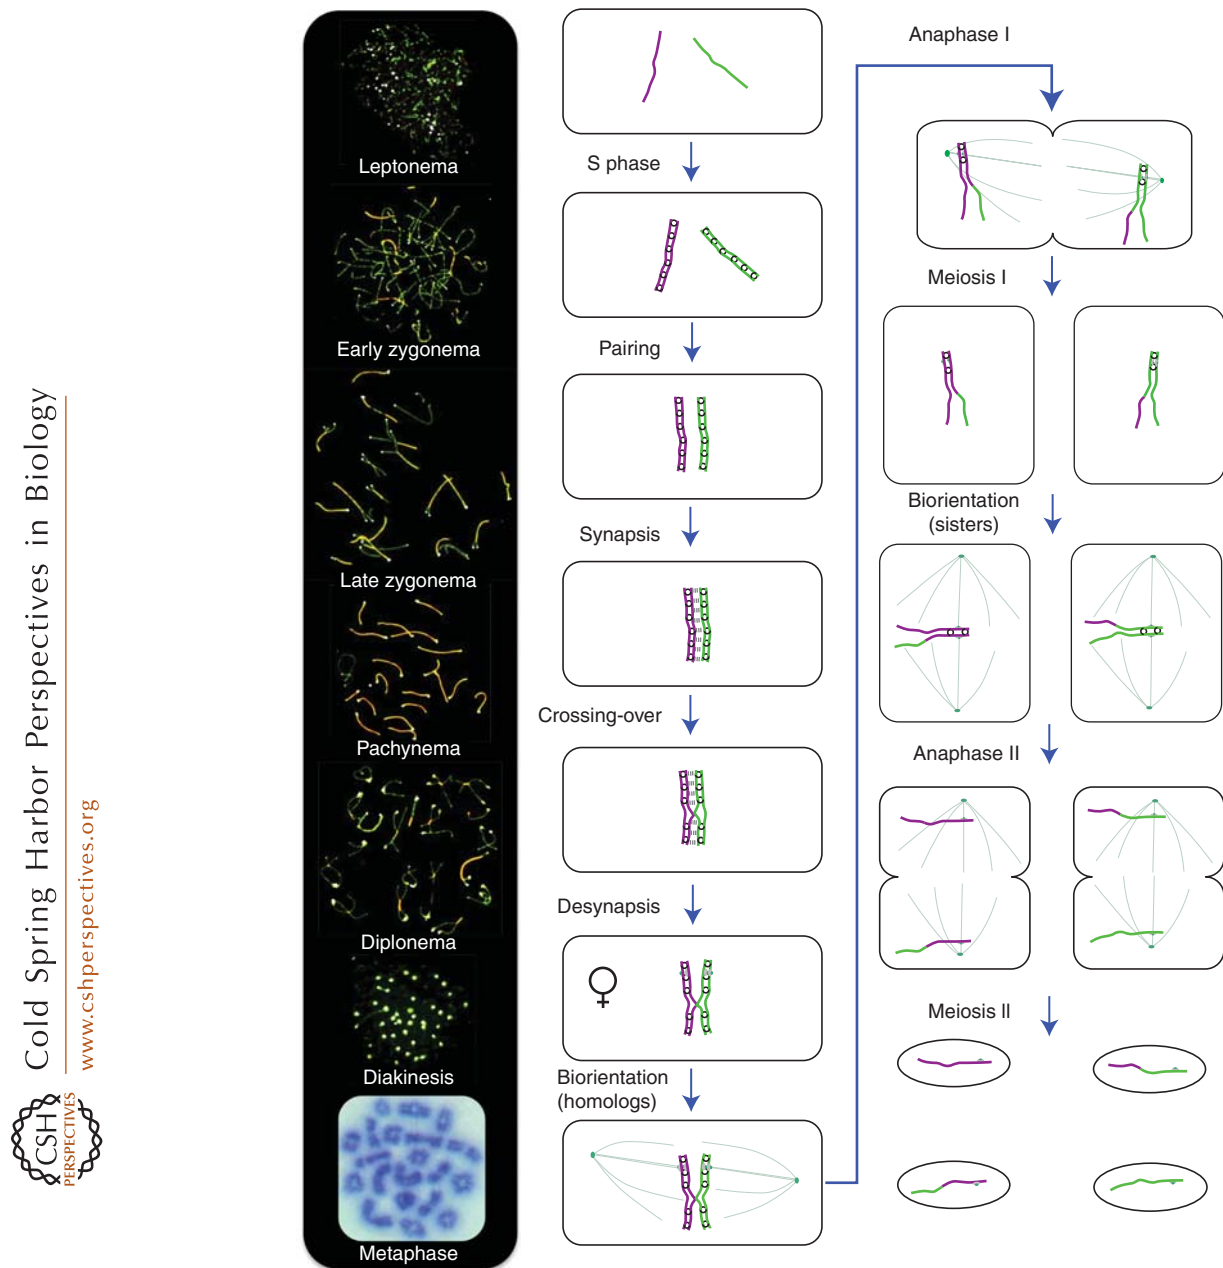 Cold Spring Harbor Perspectives in Biology
www.cshperspectives.org
CSH
PERSPECTIVES
Leptonema
Early zygonema
Late zygonema
Pachynema
Diplonema
Diakinesis
Metaphase
S phase
Pairing
Synapsis
Crossing-over
Desynapsis
Biorientation
(homologs)
Anaphase I
Meiosis I
Biorientation
(sisters)
Anaphase II
Meiosis II